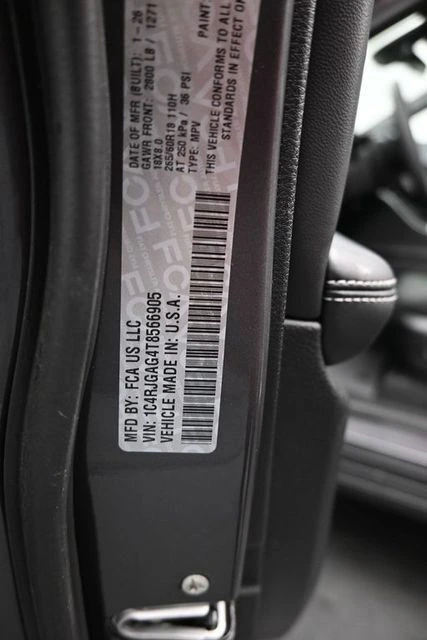 MFD BY: FCA US LLC
VIN: 1C4RJGAG4T8566905
VEHICLE MADE IN: U.S.A.
DATE OF MFR (BUILT): 1-26
GAWR FRONT: 2800 LB / 1271
18X8.0
265/60R18 110H
AT 250 kPa / 36 PSI
TYPE: MPV
THIS VEHICLE CONFORMS TO ALL
STANDARDS IN EFFECT
PAINT: